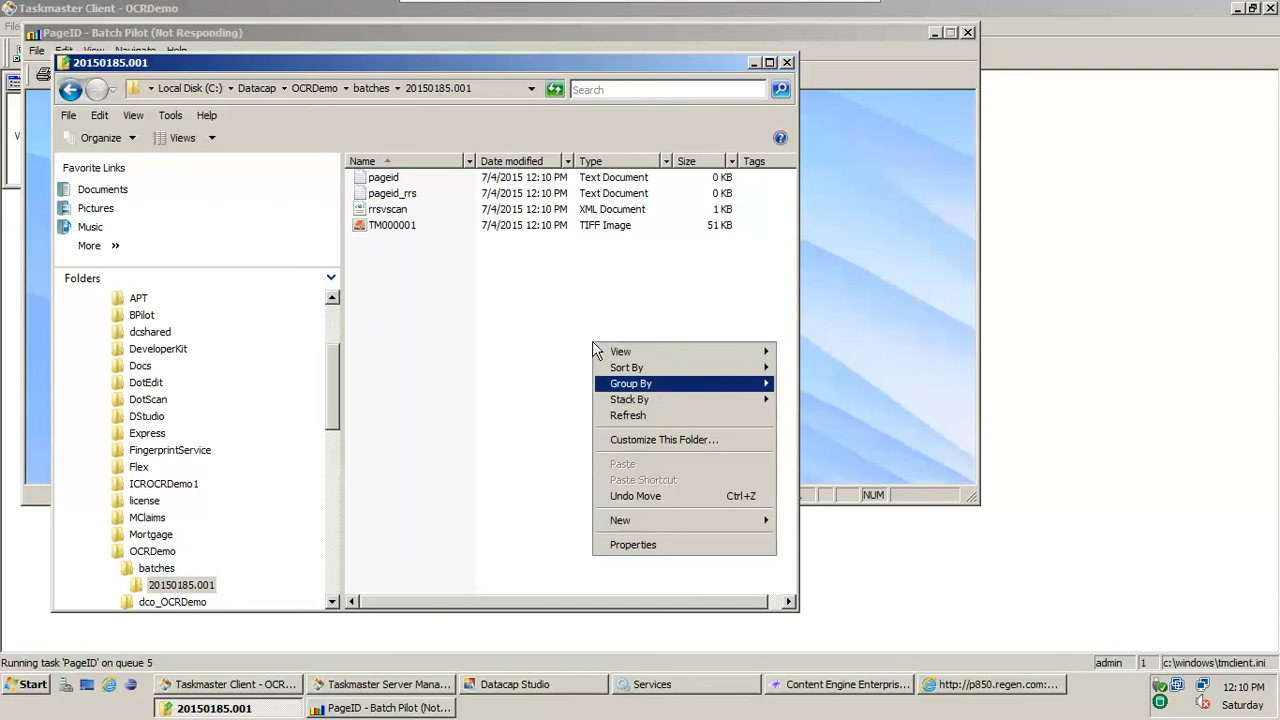 Taskmaster Client - OCRDemo
File
PageID - Batch Pilot (Not Responding)
File Edit View Navigate Help
20150185.001
Local Disk (C:) Datacap OCRDemo batches 20150185.001
Search
File Edit View Tools Help
Organize Views
Favorite Links
Documents
Pictures
Music
More »
Folders
APT
BPilot
dcshared
DeveloperKit
Docs
DotEdit
DotScan
DStudio
Express
FingerprintService
Flex
ICROCRDemo1
license
MClaims
Mortgage
OCRDemo
batches
20150185.001
dco_OCRDemo
Name Date modified Type Size Tags
pageid 7/4/2015 12:10 PM Text Document 0 KB
pageid_rrs 7/4/2015 12:10 PM Text Document 0 KB
rrsvscan 7/4/2015 12:10 PM XML Document 1 KB
TM000001 7/4/2015 12:10 PM TIFF Image 51 KB
View
Sort By
Group By
Stack By
Refresh
Customize This Folder...
Paste
Paste Shortcut
Undo Move Ctrl+Z
New
Properties
NUM
Running task 'PageID' on queue 5
admin 1 c:\windows\tmclient.ini
Start
Taskmaster Client - OCR...
Taskmaster Server Mana...
Datacap Studio
Services
Content Engine Enterpris...
http://p850.regen.com:...
20150185.001
PageID - Batch Pilot (Not...
12:10 PM
Saturday